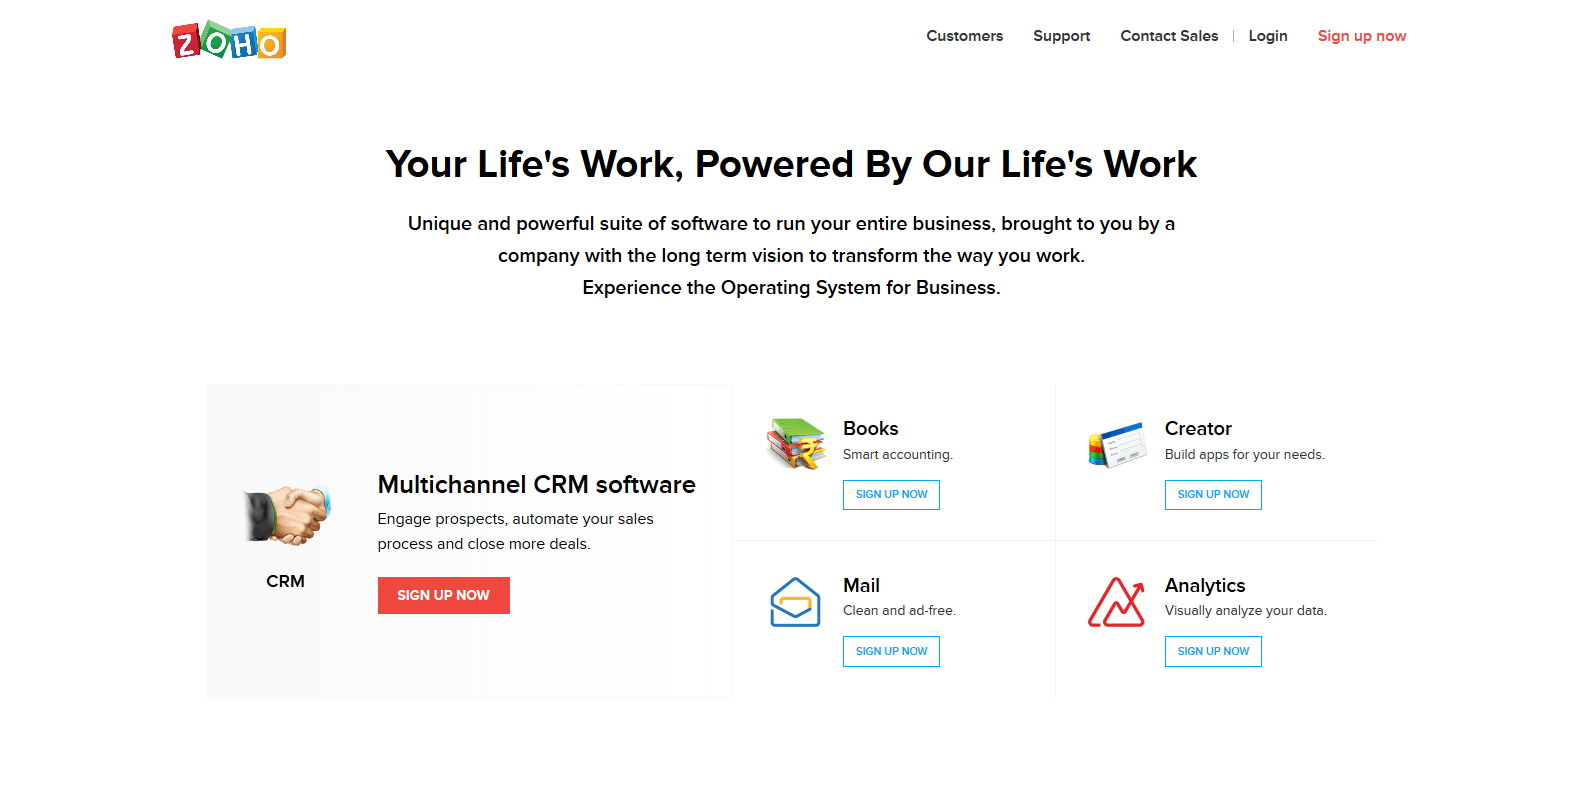 ZOHO
Customers
Support
Contact Sales
Login
Sign up now
Your Life's Work, Powered By Our Life's Work
Unique and powerful suite of software to run your entire business, brought to you by a
company with the long term vision to transform the way you work.
Experience the Operating System for Business.
CRM
Multichannel CRM software
Engage prospects, automate your sales
process and close more deals.
SIGN UP NOW
Books
Smart accounting.
SIGN UP NOW
Creator
Build apps for your needs.
SIGN UP NOW
Mail
Clean and ad-free.
SIGN UP NOW
Analytics
Visually analyze your data.
SIGN UP NOW